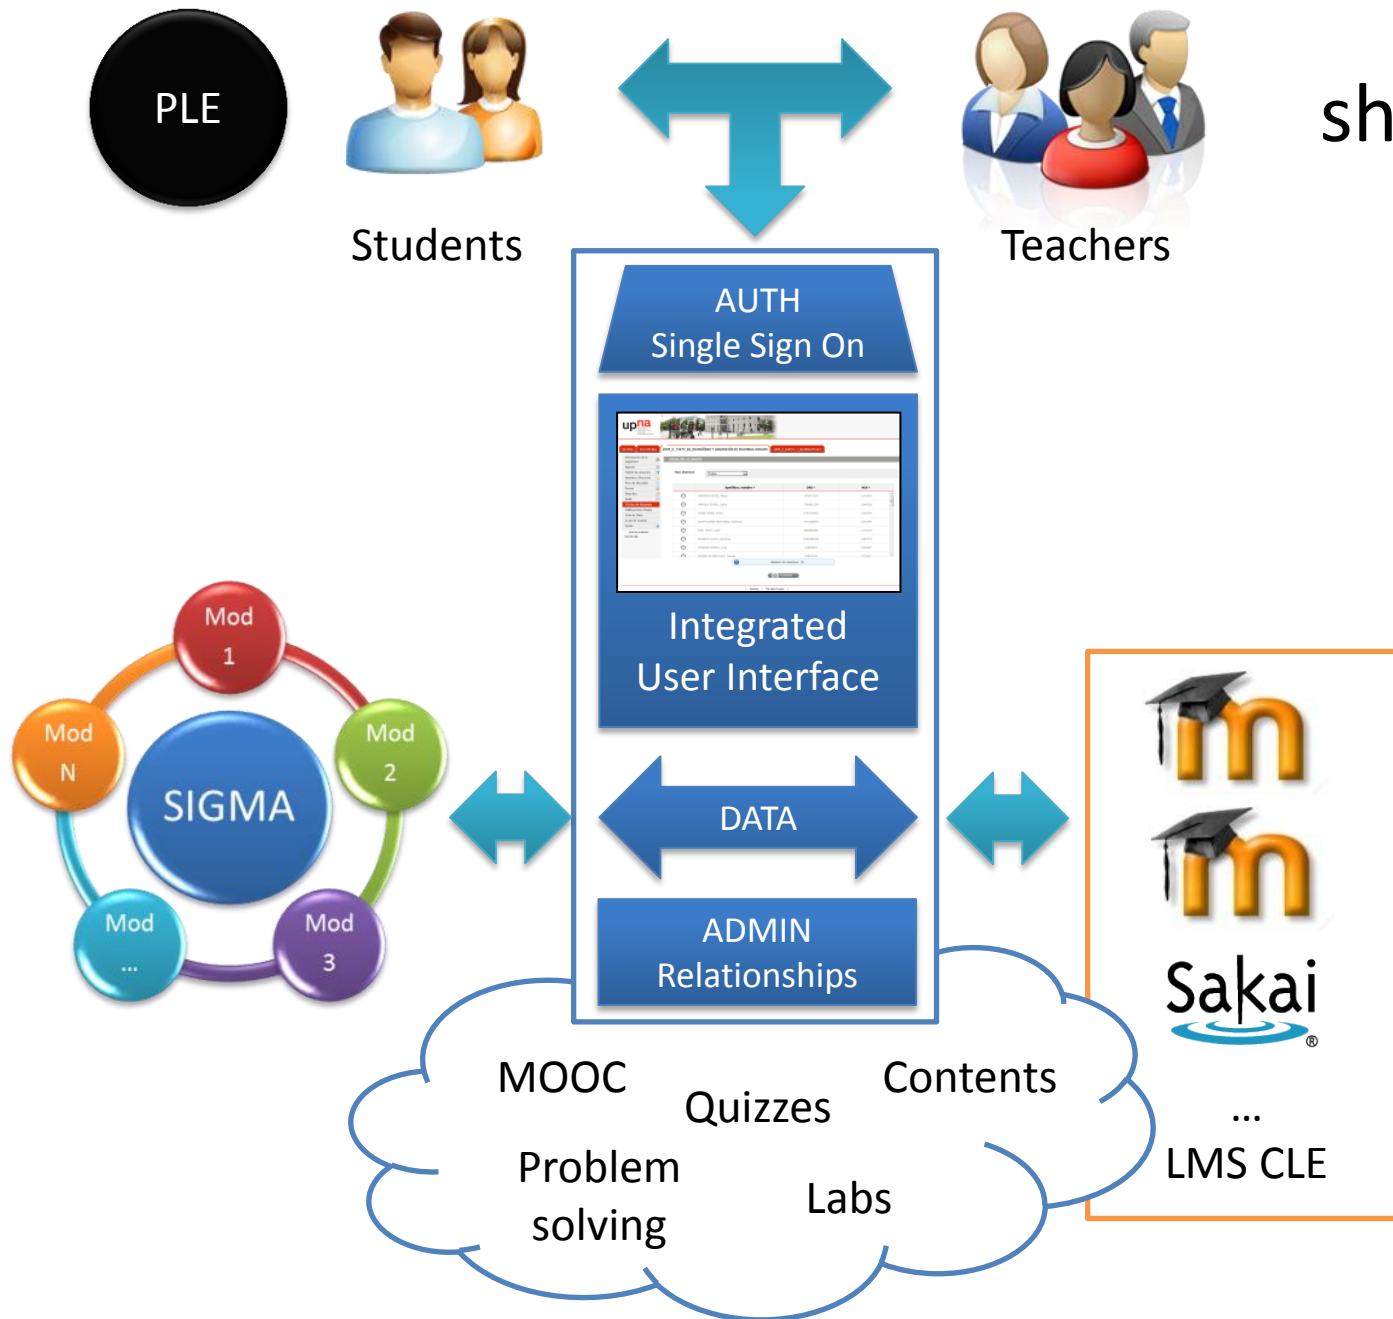 PLE
sh
Students
Teachers
AUTH
Single Sign On
upna
Integrated
User Interface
Mod
1
Mod
N
Mod
2
SIGMA
Mod
...
Mod
3
DATA
ADMIN
Relationships
m
m
Sakai
®
...
LMS CLE
MOOC
Quizzes
Contents
Problem
solving
Labs